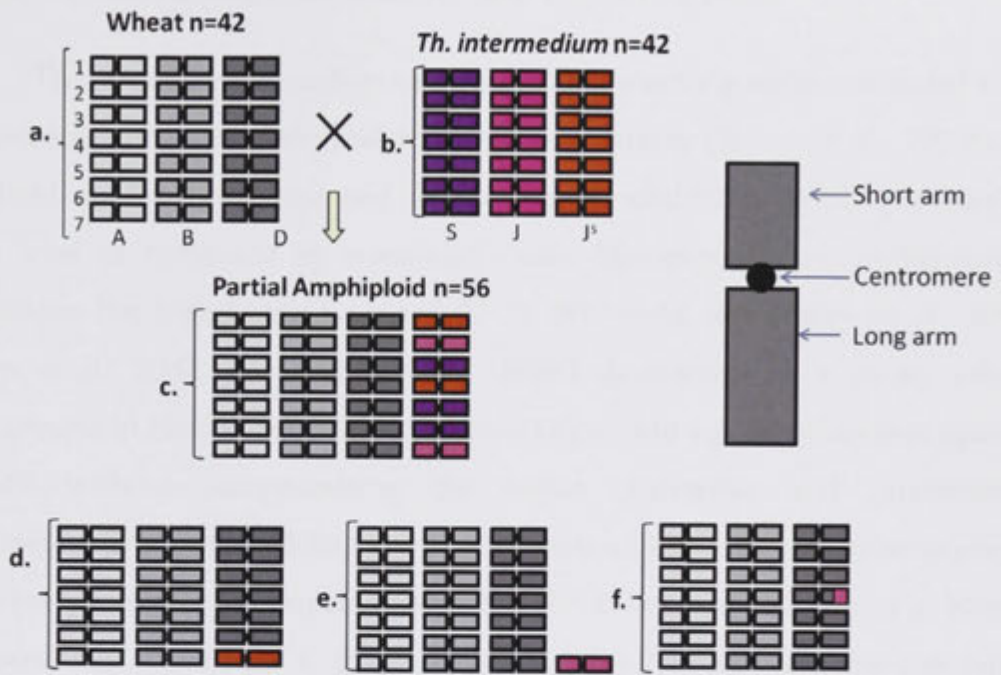 Wheat n=42
Th. intermedium n=42
a.
1
2
3
4
5
6
7
A B D
b.
S J Jˢ
Partial Amphiploid n=56
c.
Short arm
Centromere
Long arm
d.
e.
f.